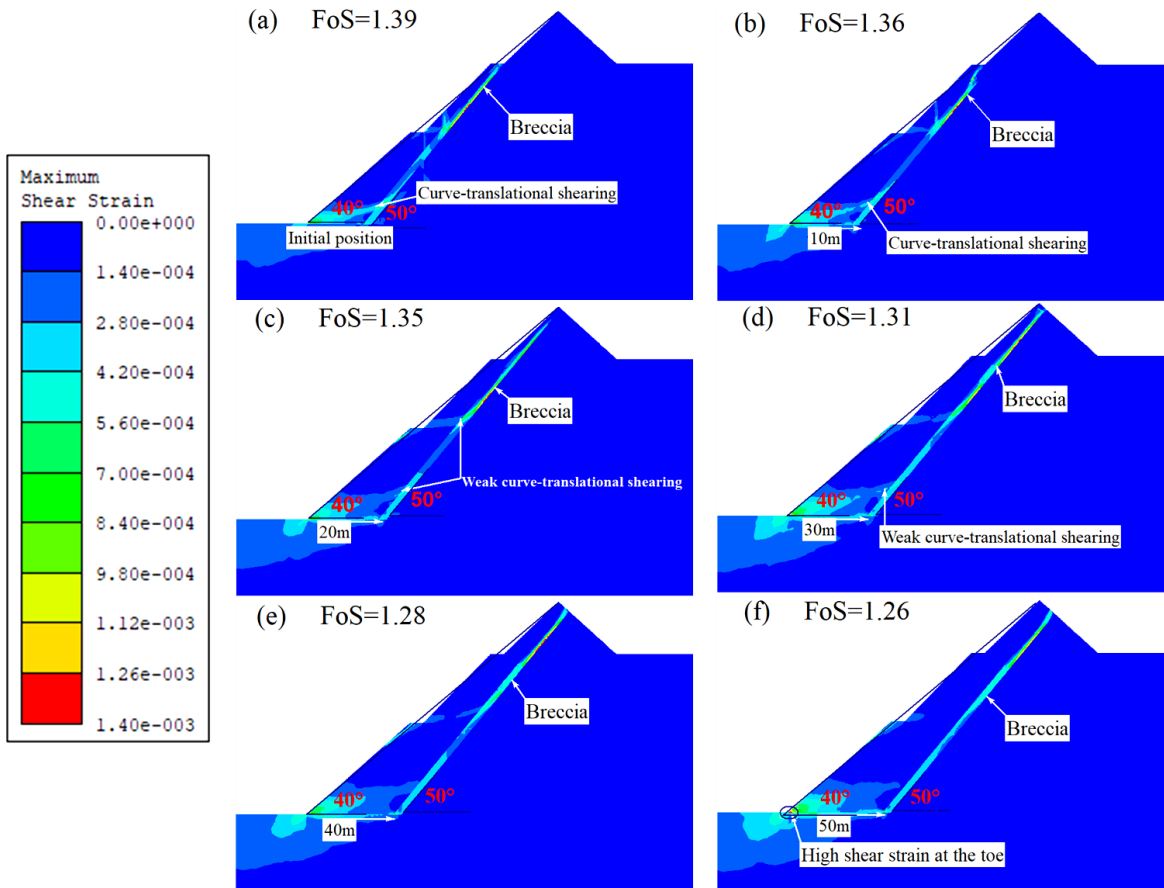 (a) FoS=1.39
Breccia
Curve-translational shearing
40°
50°
Initial position
(b) FoS=1.36
Breccia
40°
50°
10m
Curve-translational shearing
Maximum
Shear Strain
0.00e+000
1.40e-004
2.80e-004
4.20e-004
5.60e-004
7.00e-004
8.40e-004
9.80e-004
1.12e-003
1.26e-003
1.40e-003
(c) FoS=1.35
Breccia
Weak curve-translational shearing
40°
50°
20m
(d) FoS=1.31
Breccia
40°
50°
30m
Weak curve-translational shearing
(e) FoS=1.28
Breccia
40°
50°
40m
(f) FoS=1.26
Breccia
40°
50°
50m
High shear strain at the toe